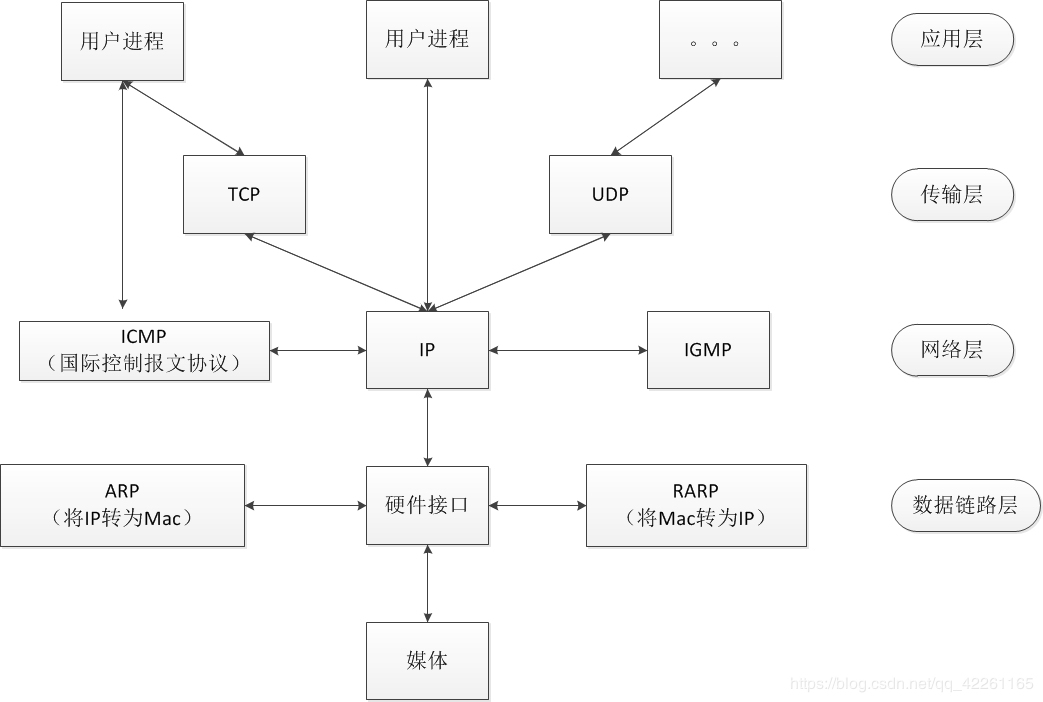 用户进程
用户进程
。。。
应用层
TCP
UDP
传输层
ICMP
（国际控制报文协议）
IP
IGMP
网络层
ARP
（将IP转为Mac）
硬件接口
RARP
（将Mac转为IP）
数据链路层
媒体
https://blog.csdn.net/qq_42261165